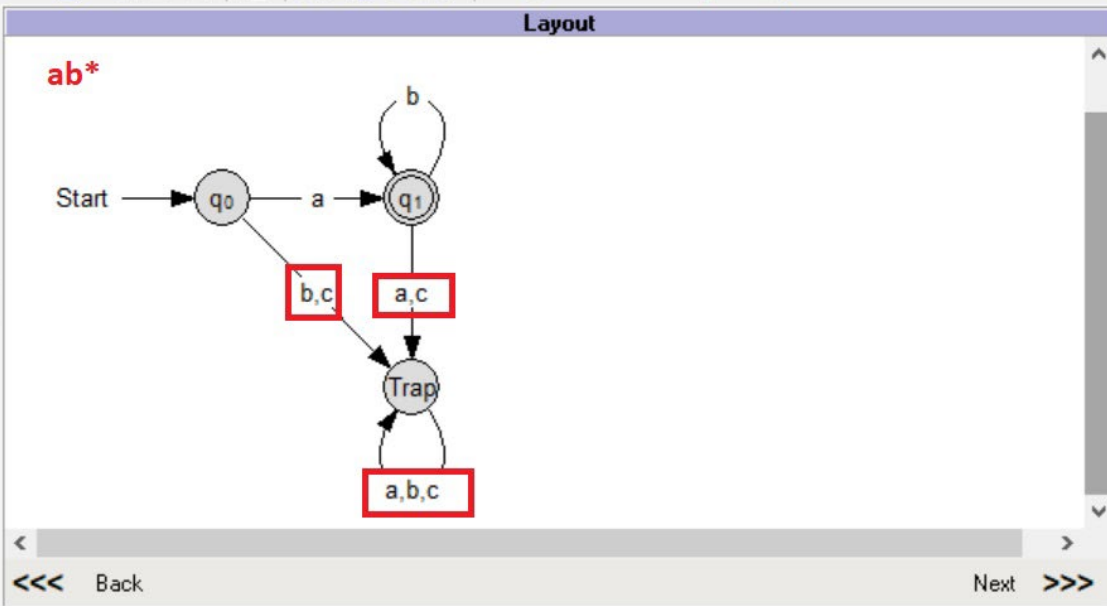 Layout
ab*
b
Start
q0
a
q1
b,c
a,c
Trap
a,b,c
<<< Back
Next >>>